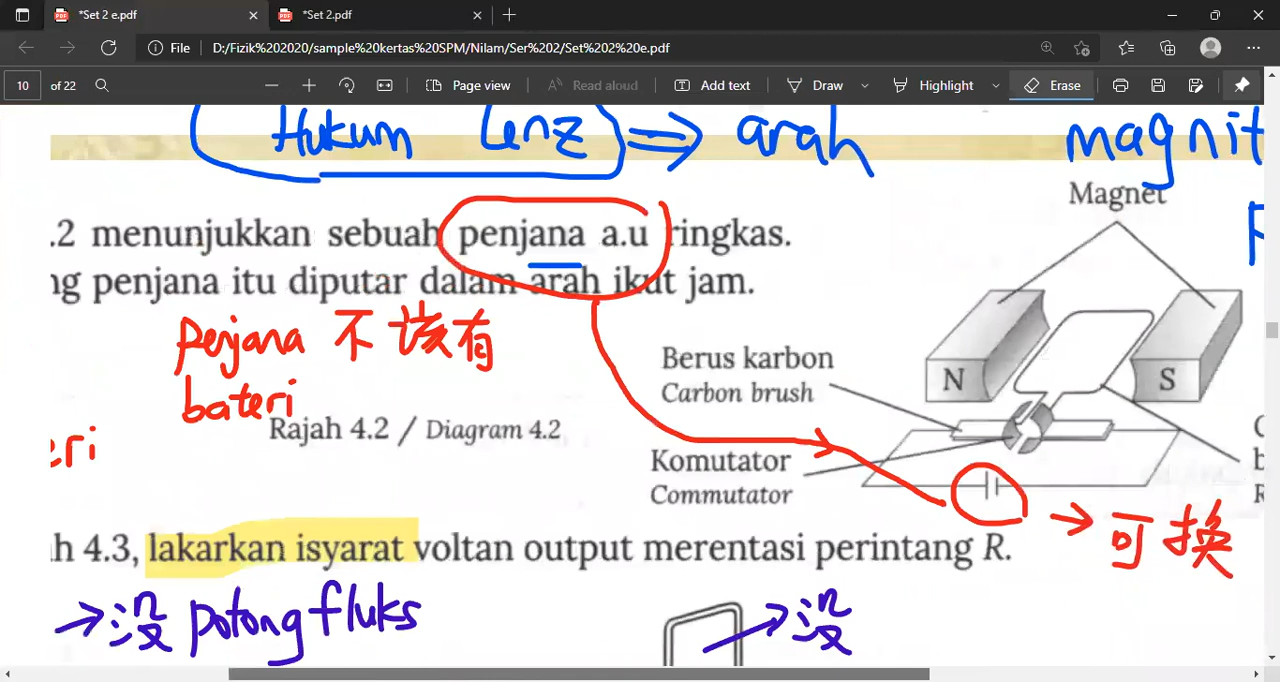 *Set 2 e.pdf
*Set 2.pdf
File
D:/Fizik%202020/sample%20kertas%20SPM/Nilam/Ser%202/Set%202%20e.pdf
10 of 22
Page view
Read aloud
Add text
Draw
Highlight
Erase
Hukum Lenz ⇒ arah
magnit
Magnet
.2 menunjukkan sebuah penjana a.u ringkas.
ng penjana itu diputar dalam arah ikut jam.
Penjana 不该有
bateri
eri
Berus karbon
Carbon brush
N
S
Rajah 4.2 / Diagram 4.2
Komutator
Commutator
→ 可换
h 4.3, lakarkan isyarat voltan output merentasi perintang R.
→ 没 potong fluks
→ 没